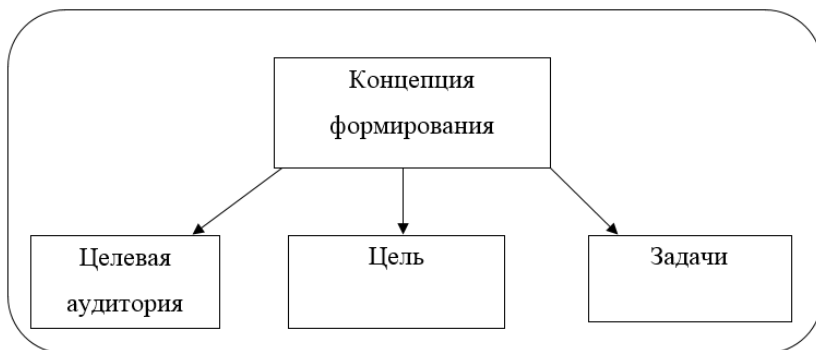 Концепция
формирования
Целевая
аудитория
Цель
Задачи